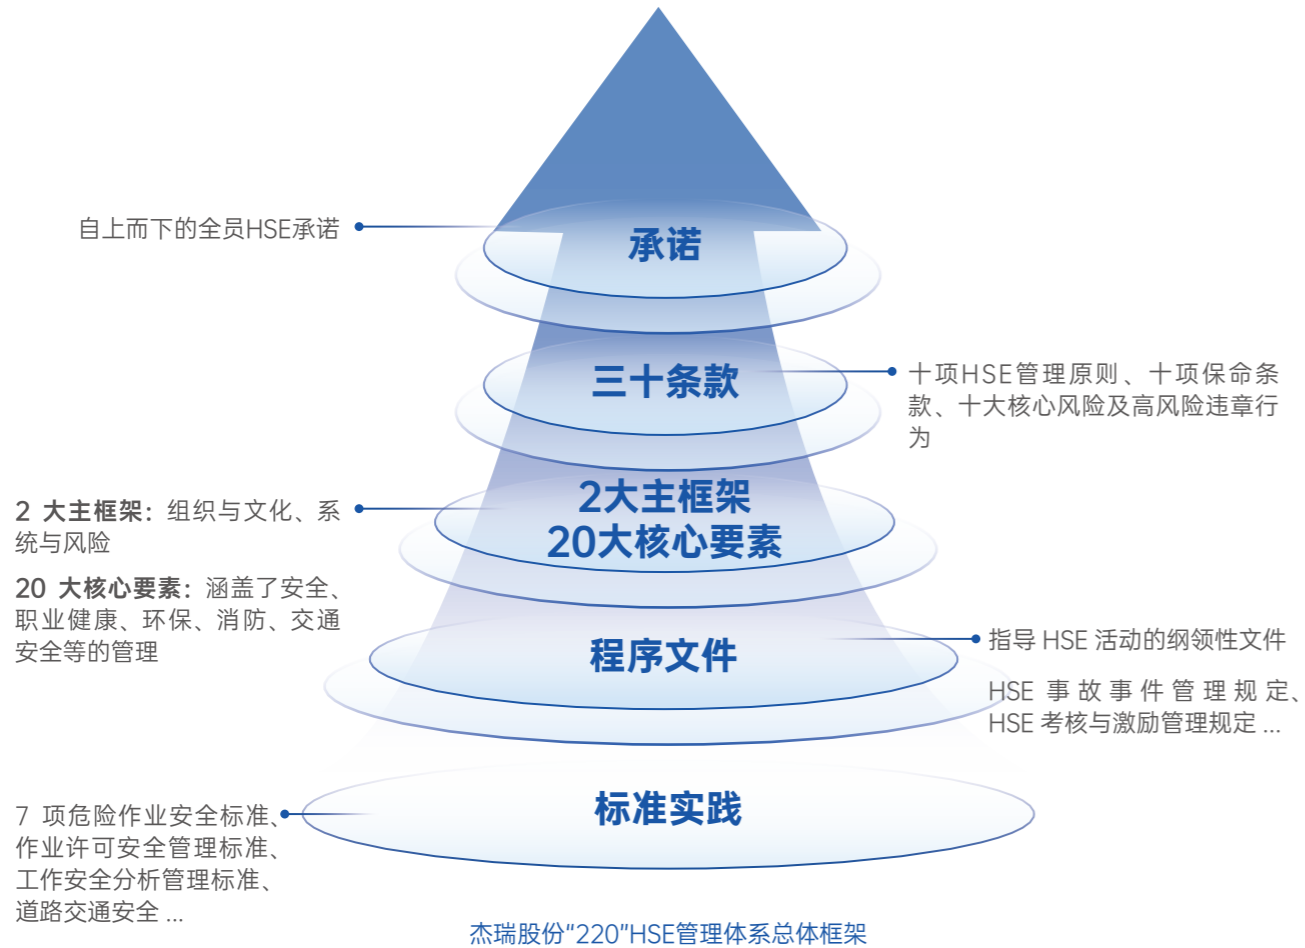 自上而下的全员HSE承诺
承诺
三十条款
十项HSE管理原则、十项保命条
款、十大核心风险及高风险违章行
为
2大主框架
20大核心要素
2 大主框架：组织与文化、系
统与风险
20 大核心要素：涵盖了安全、
职业健康、环保、消防、交通
安全等的管理
程序文件
指导 HSE 活动的纲领性文件
HSE 事故事件管理规定、
HSE 考核与激励管理规定 ...
标准实践
7 项危险作业安全标准、
作业许可安全管理标准、
工作安全分析管理标准、
道路交通安全 ...
杰瑞股份“220”HSE管理体系总体框架